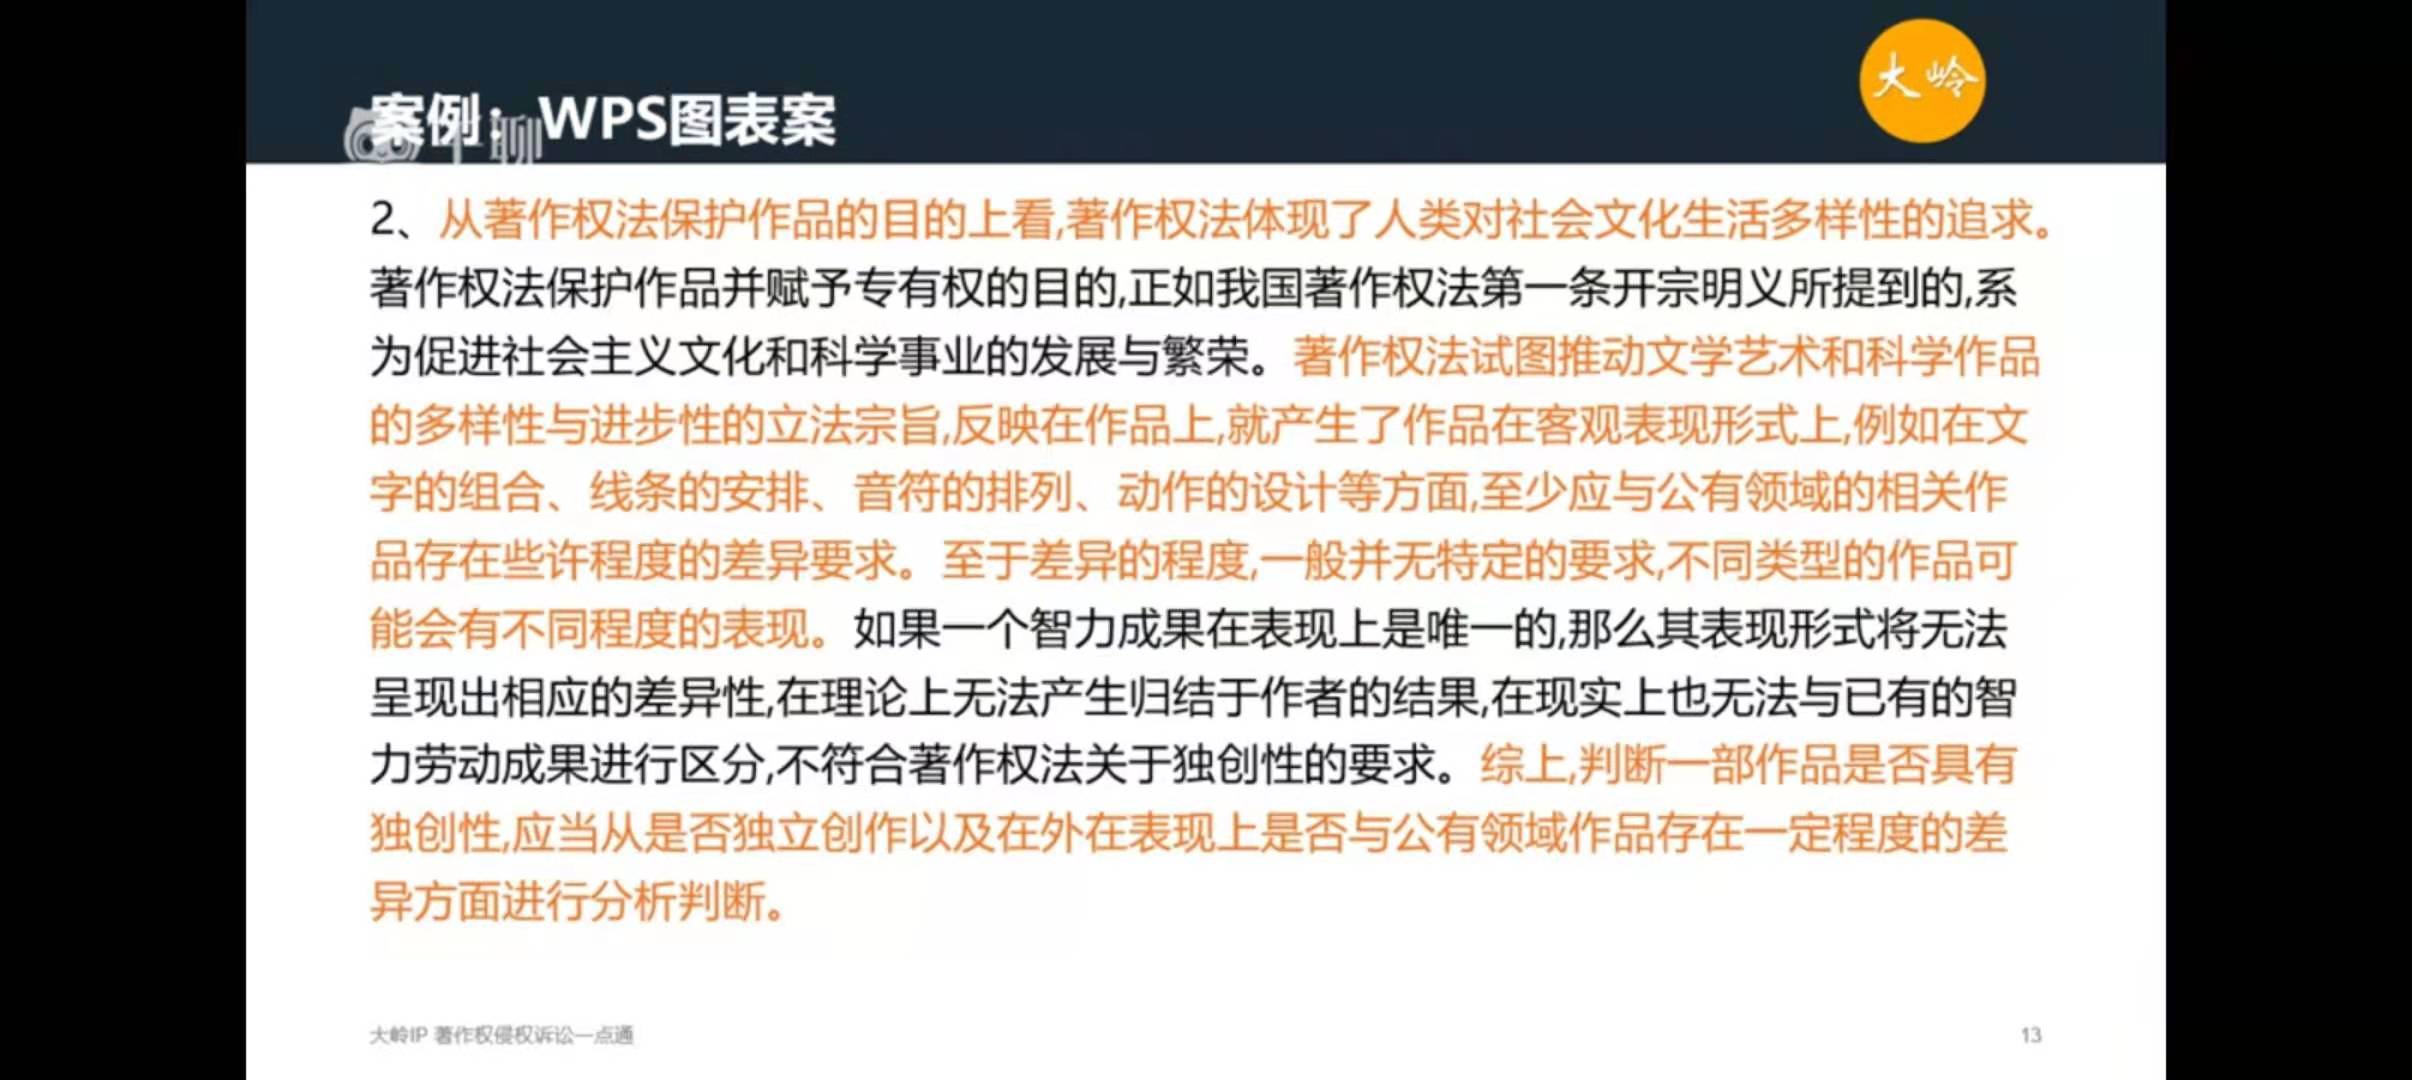 大岭
案例：WPS图表案
千聊
2、从著作权法保护作品的目的上看,著作权法体现了人类对社会文化生活多样性的追求。
著作权法保护作品并赋予专有权的目的,正如我国著作权法第一条开宗明义所提到的,系
为促进社会主义文化和科学事业的发展与繁荣。著作权法试图推动文学艺术和科学作品
的多样性与进步性的立法宗旨,反映在作品上,就产生了作品在客观表现形式上,例如在文
字的组合、线条的安排、音符的排列、动作的设计等方面,至少应与公有领域的相关作
品存在些许程度的差异要求。至于差异的程度,一般并无特定的要求,不同类型的作品可
能会有不同程度的表现。如果一个智力成果在表现上是唯一的,那么其表现形式将无法
呈现出相应的差异性,在理论上无法产生归结于作者的结果,在现实上也无法与已有的智
力劳动成果进行区分,不符合著作权法关于独创性的要求。综上,判断一部作品是否具有
独创性,应当从是否独立创作以及在外在表现上是否与公有领域作品存在一定程度的差
异方面进行分析判断。
大岭IP 著作权侵权诉讼一点通
13